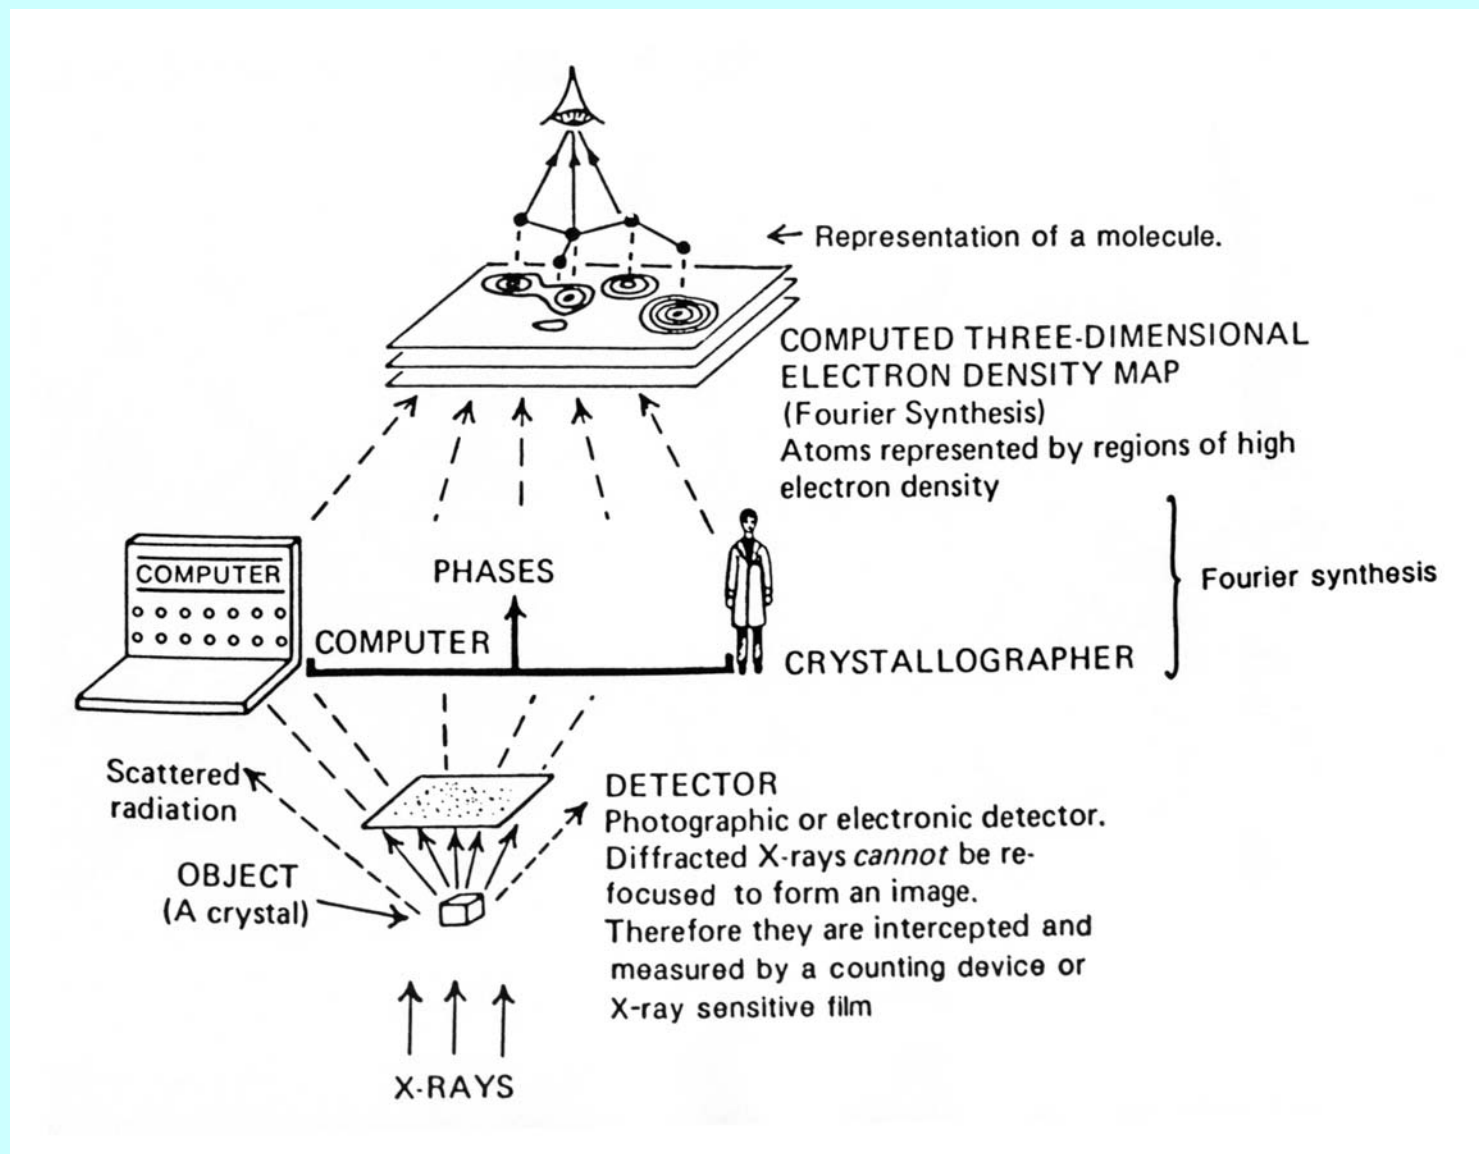 ← Representation of a molecule.
COMPUTED THREE-DIMENSIONAL
ELECTRON DENSITY MAP
(Fourier Synthesis)
Atoms represented by regions of high
electron density
COMPUTER
PHASES
Fourier synthesis
COMPUTER
CRYSTALLOGRAPHER
Scattered
radiation
OBJECT
(A crystal)
DETECTOR
Photographic or electronic detector.
Diffracted X-rays cannot be re-
focused to form an image.
Therefore they are intercepted and
measured by a counting device or
X-ray sensitive film
X-RAYS